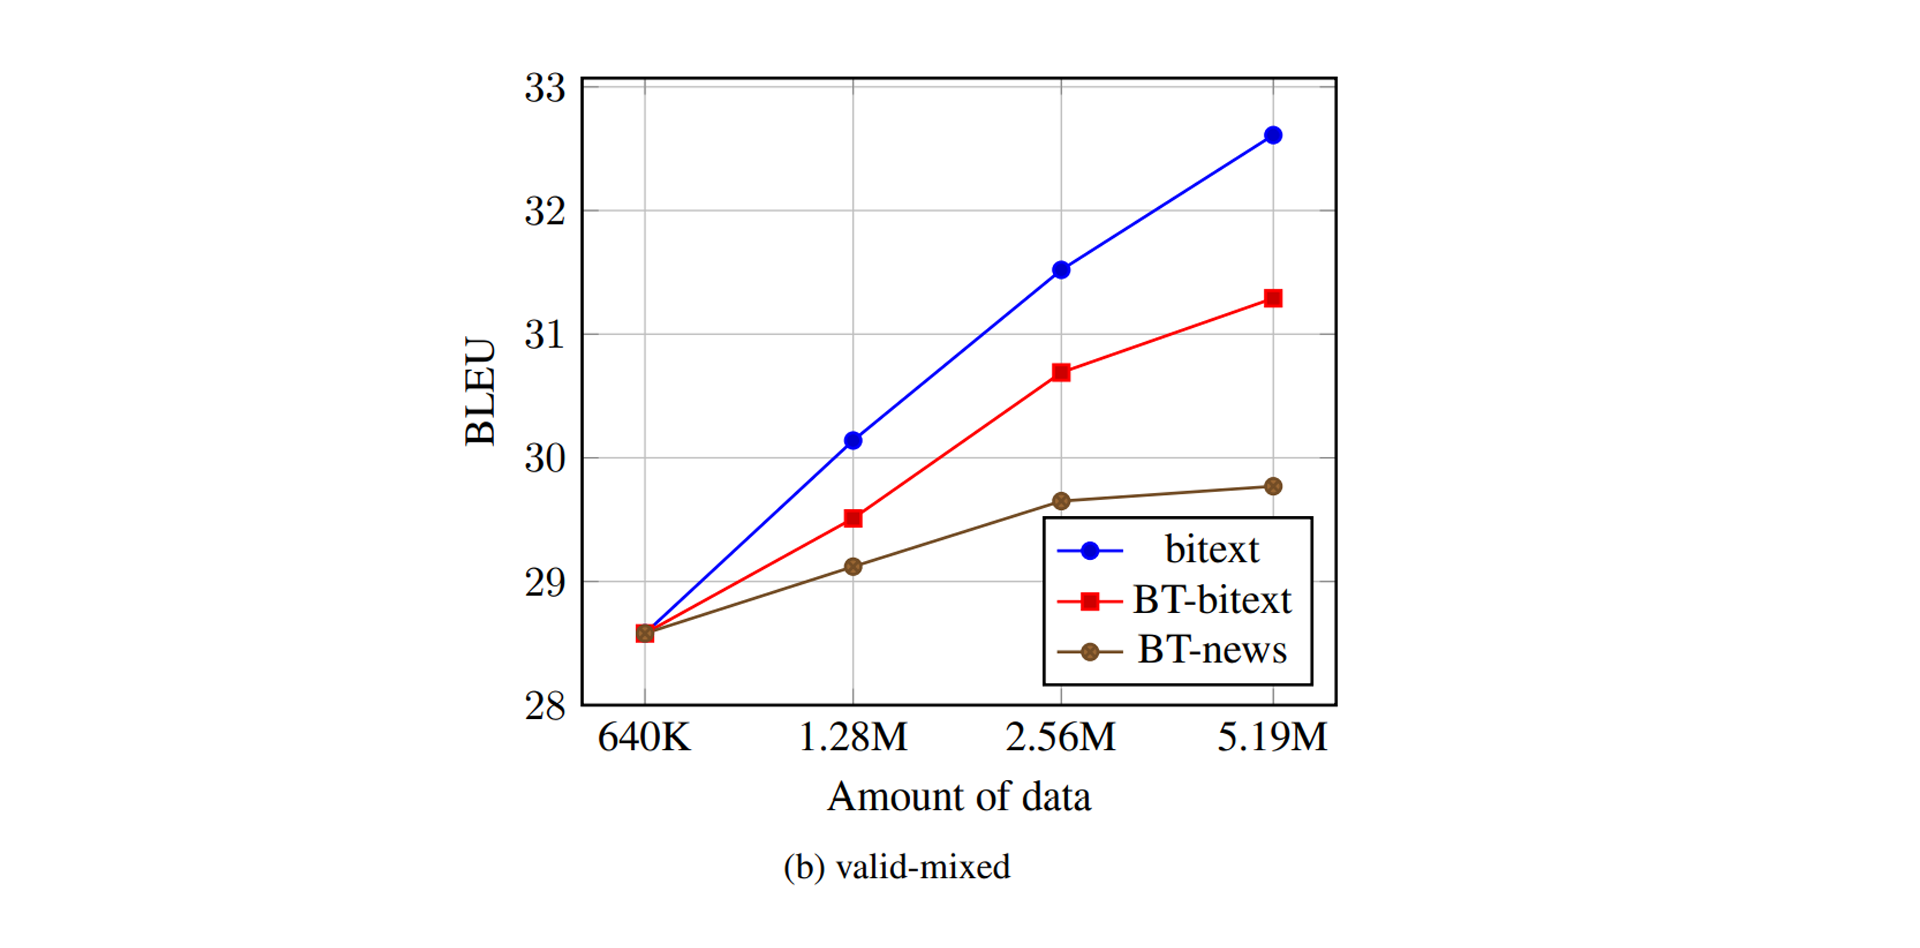 33
32
31
30
29
28
BLEU
bitext
BT-bitext
BT-news
640K 1.28M 2.56M 5.19M
Amount of data
(b) valid-mixed